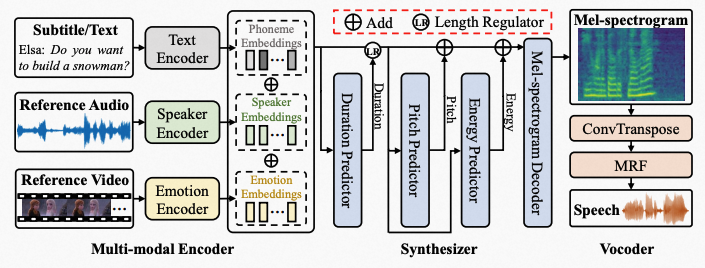 Subtitle/Text
Elsa: Do you want
to build a snowman?
Text
Encoder
Phoneme
Embeddings
Reference Audio
Speaker
Encoder
Speaker
Embeddings
Reference Video
Emotion
Encoder
Emotion
Embeddings
Multi-modal Encoder
Add
LR Length Regulator
LR
Duration Predictor
Duration
Pitch Predictor
Pitch
Energy Predictor
Energy
Mel-spectrogram Decoder
Synthesizer
Mel-spectrogram
ConvTranspose
MRF
Speech
Vocoder